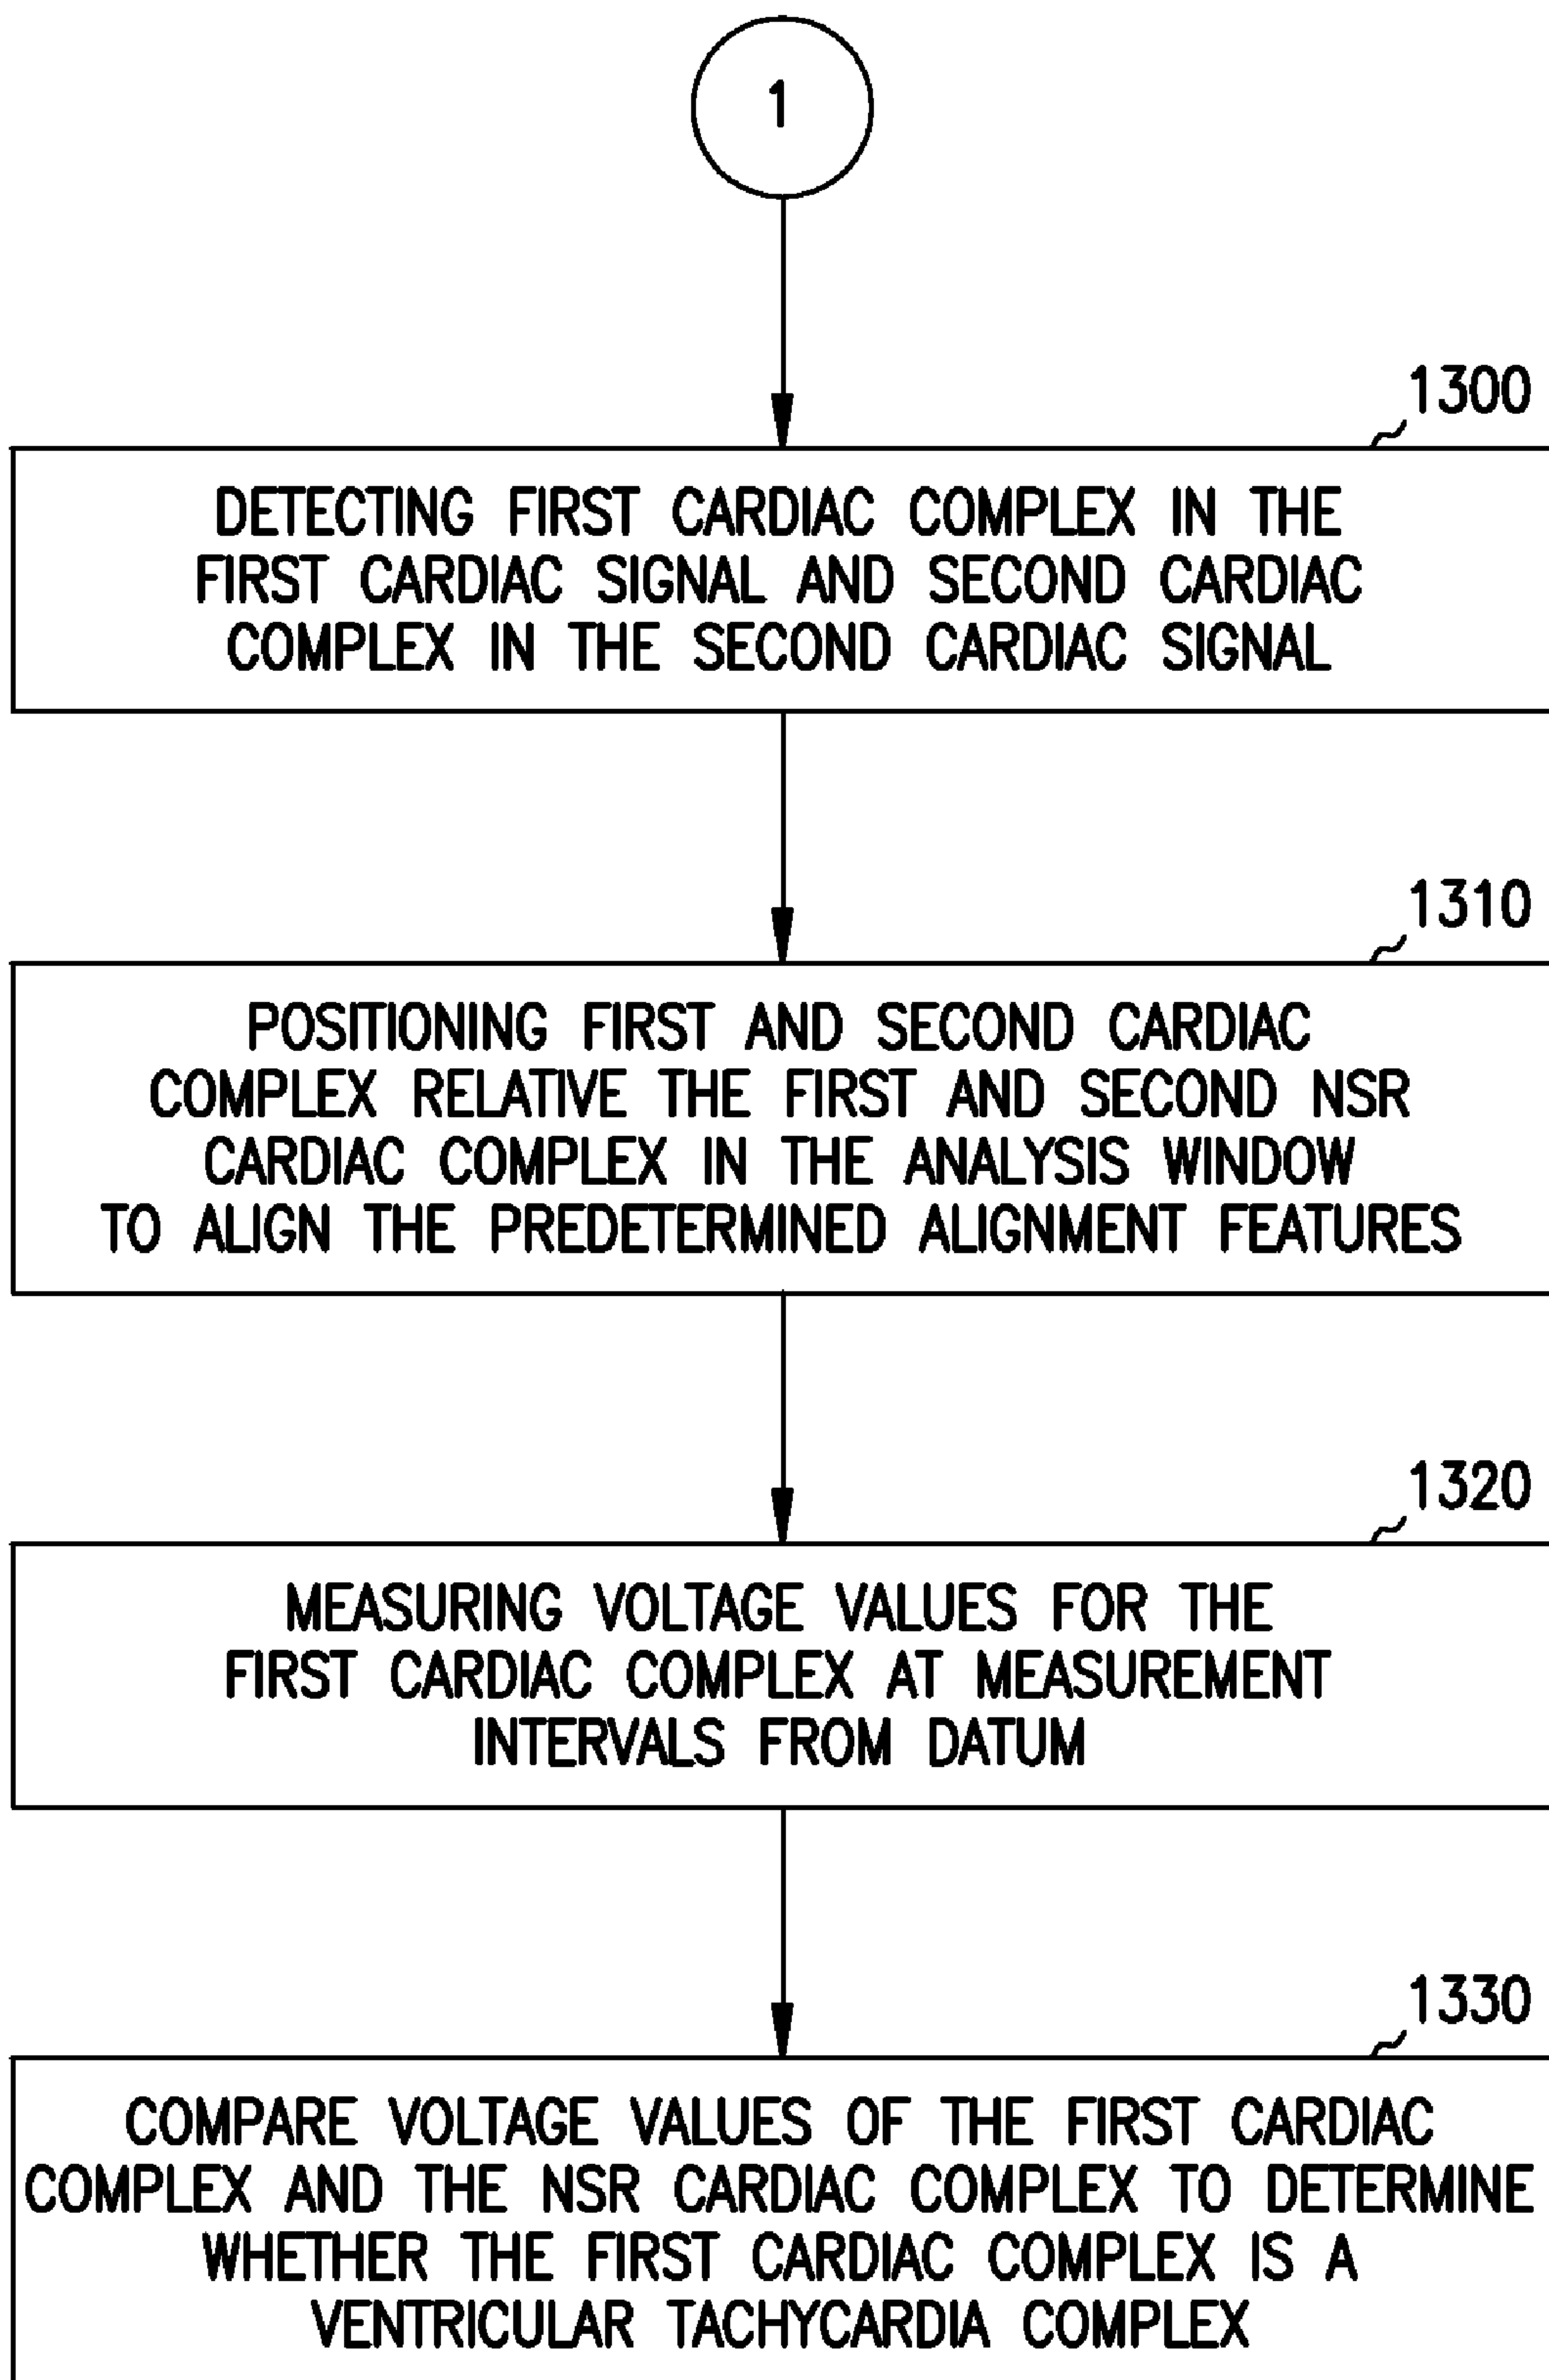 1
1300
DETECTING FIRST CARDIAC COMPLEX IN THE
FIRST CARDIAC SIGNAL AND SECOND CARDIAC
COMPLEX IN THE SECOND CARDIAC SIGNAL
1310
POSITIONING FIRST AND SECOND CARDIAC
COMPLEX RELATIVE THE FIRST AND SECOND NSR
CARDIAC COMPLEX IN THE ANALYSIS WINDOW
TO ALIGN THE PREDETERMINED ALIGNMENT FEATURES
1320
MEASURING VOLTAGE VALUES FOR THE
FIRST CARDIAC COMPLEX AT MEASUREMENT
INTERVALS FROM DATUM
1330
COMPARE VOLTAGE VALUES OF THE FIRST CARDIAC
COMPLEX AND THE NSR CARDIAC COMPLEX TO DETERMINE
WHETHER THE FIRST CARDIAC COMPLEX IS A
VENTRICULAR TACHYCARDIA COMPLEX